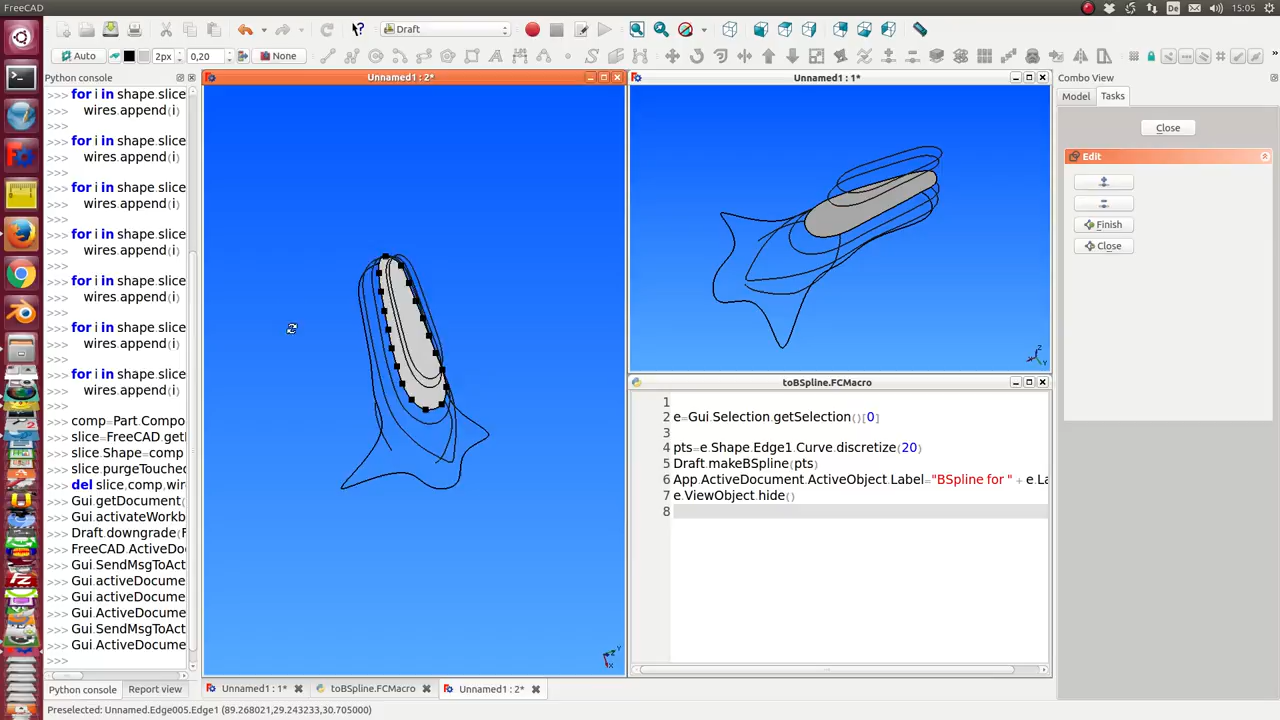 FreeCAD
De
15:05
Draft
Auto
2px
0,20
None
Python console
>>> for i in shape.slice
>>>     wires.append(i)
>>>
>>> for i in shape.slice
>>>     wires.append(i)
>>>
>>> for i in shape.slice
>>>     wires.append(i)
>>>
>>> for i in shape.slice
>>>     wires.append(i)
>>>
>>> for i in shape.slice
>>>     wires.append(i)
>>>
>>> for i in shape.slice
>>>     wires.append(i)
>>>
>>> for i in shape.slice
>>>     wires.append(i)
>>>
>>> comp=Part.Compo
>>> slice=FreeCAD.get
>>> slice.Shape=comp
>>> slice.purgeTouche
>>> del slice,comp,wir
>>> Gui.getDocument(
>>> Gui.activateWorkb
>>> Draft.downgrade(
>>> FreeCAD.ActiveDo
>>> Gui.SendMsgToAct
>>> Gui.activeDocume
>>> Gui.activeDocume
>>> Gui.ActiveDocume
>>> Gui.SendMsgToAct
>>> Gui.ActiveDocume
>>>
Python console
Report view
Unnamed1 : 2*
Unnamed1 : 1*
toBSpline.FCMacro
1
2 e=Gui.Selection.getSelection()[0]
3
4 pts=e.Shape.Edge1.Curve.discretize(20)
5 Draft.makeBSpline(pts)
6 App.ActiveDocument.ActiveObject.Label="BSpline for " + e.La
7 e.ViewObject.hide()
8
Unnamed1 : 1*
toBSpline.FCMacro
Unnamed1 : 2*
Combo View
Model
Tasks
Close
Edit
Finish
Close
Preselected: Unnamed.Edge005.Edge1 (89.268021,29.243233,30.705000)